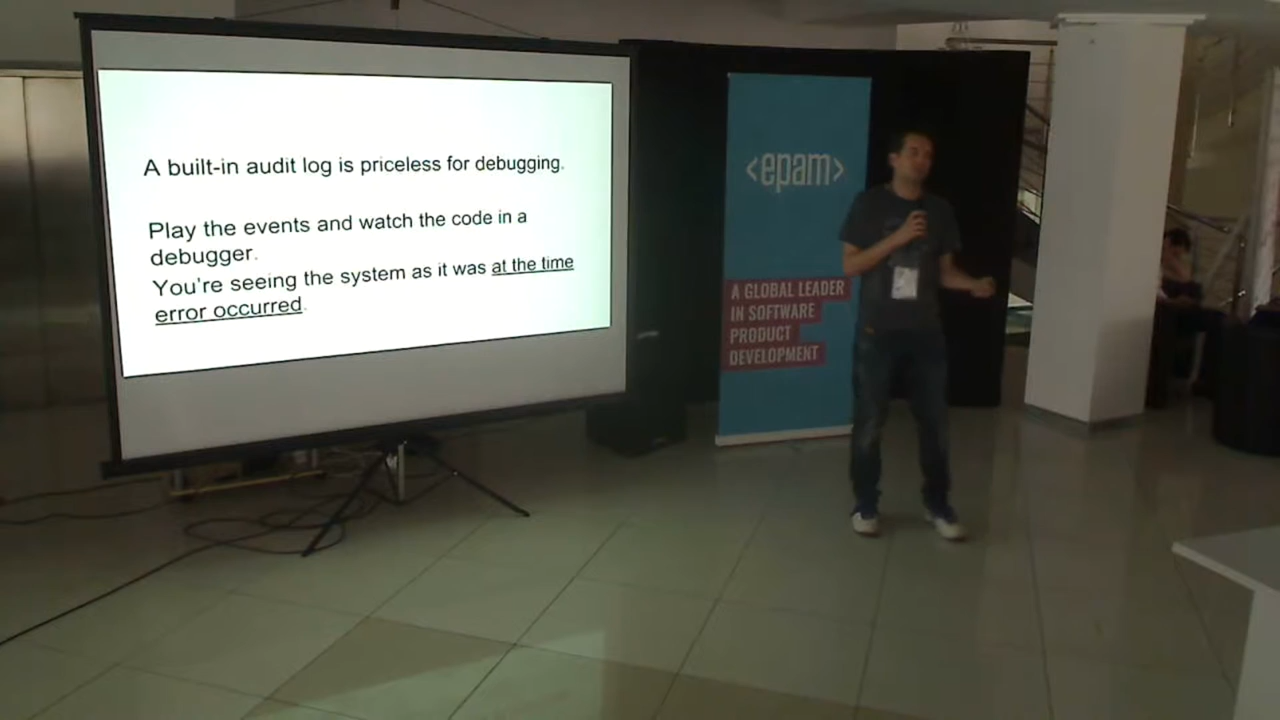 A built-in audit log is priceless for debugging.
Play the events and watch the code in a
debugger.
You're seeing the system as it was at the time
error occurred.
<epam>
A GLOBAL LEADER
IN SOFTWARE
PRODUCT
DEVELOPMENT